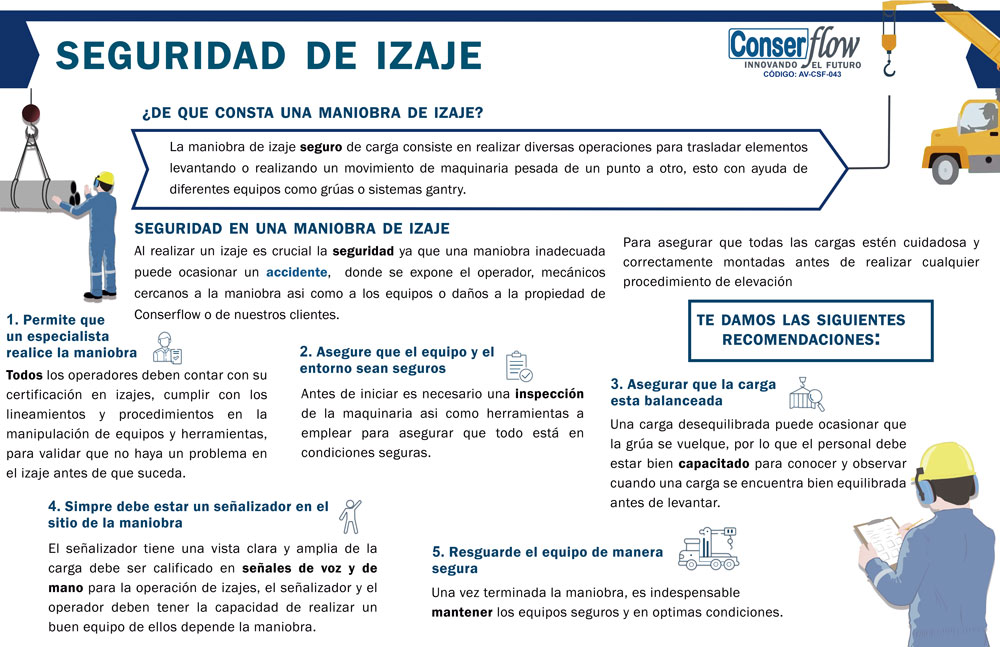 SEGURIDAD DE IZAJE
Conserflow
INNOVANDO EL FUTURO
CÓDIGO: AV-CSF-043
¿DE QUE CONSTA UNA MANIOBRA DE IZAJE?
La maniobra de izaje seguro de carga consiste en realizar diversas operaciones para trasladar elementos
levantando o realizando un movimiento de maquinaria pesada de un punto a otro, esto con ayuda de
diferentes equipos como grúas o sistemas gantry.
SEGURIDAD EN UNA MANIOBRA DE IZAJE
Al realizar un izaje es crucial la seguridad ya que una maniobra inadecuada
puede ocasionar un accidente, donde se expone el operador, mecánicos
cercanos a la maniobra asi como a los equipos o daños a la propiedad de
Conserflow o de nuestros clientes.
Para asegurar que todas las cargas estén cuidadosa y
correctamente montadas antes de realizar cualquier
procedimiento de elevación
TE DAMOS LAS SIGUIENTES
RECOMENDACIONES:
1. Permite que
un especialista
realice la maniobra
Todos los operadores deben contar con su
certificación en izajes, cumplir con los
lineamientos y procedimientos en la
manipulación de equipos y herramientas,
para validar que no haya un problema en
el izaje antes de que suceda.
2. Asegure que el equipo y el
entorno sean seguros
Antes de iniciar es necesario una inspección
de la maquinaria asi como herramientas a
emplear para asegurar que todo está en
condiciones seguras.
3. Asegurar que la carga
esta balanceada
Una carga desequilibrada puede ocasionar que
la grúa se vuelque, por lo que el personal debe
estar bien capacitado para conocer y observar
cuando una carga se encuentra bien equilibrada
antes de levantar.
4. Simpre debe estar un señalizador en el
sitio de la maniobra
El señalizador tiene una vista clara y amplia de la
carga debe ser calificado en señales de voz y de
mano para la operación de izajes, el señalizador y el
operador deben tener la capacidad de realizar un
buen equipo de ellos depende la maniobra.
5. Resguarde el equipo de manera
segura
Una vez terminada la maniobra, es indespensable
mantener los equipos seguros y en optimas condiciones.